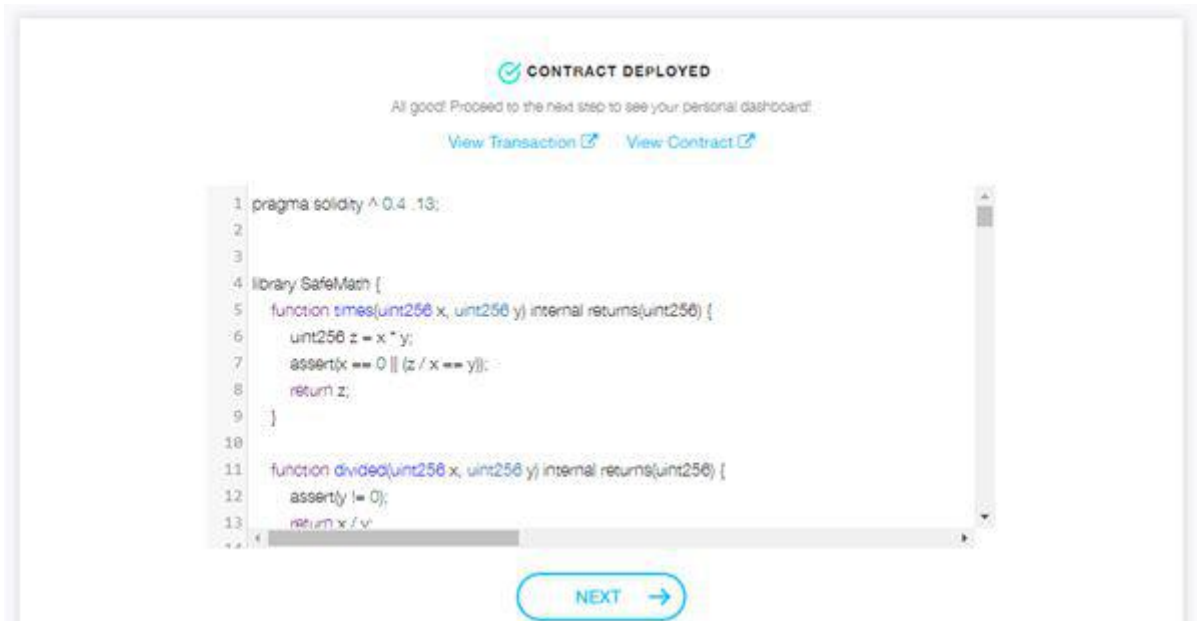 CONTRACT DEPLOYED
All good! Proceed to the next step to see your personal dashboard!
View Transaction View Contract
1 pragma solidity ^ 0.4 .13;
2
3
4 library SafeMath {
5 function times(uint256 x, uint256 y) internal returns(uint256) {
6 uint256 z = x * y;
7 assert(x == 0 || (z / x == y));
8 return z;
9 }
10
11 function divided(uint256 x, uint256 y) internal returns(uint256) {
12 assert(y != 0);
13 return x / y;
14
NEXT